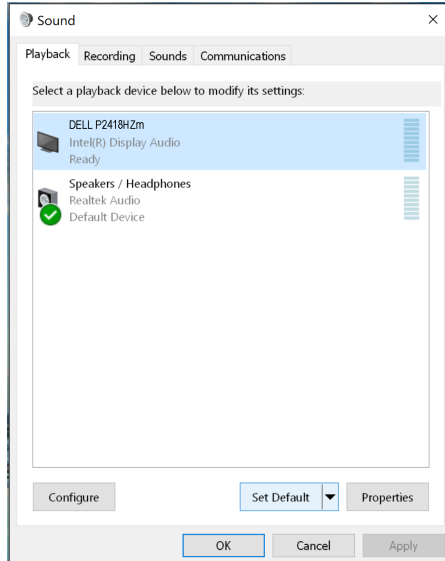 Sound
Playback Recording Sounds Communications
Select a playback device below to modify its settings:
DELL P2418HZm
Intel(R) Display Audio
Ready
Speakers / Headphones
Realtek Audio
Default Device
Configure Set Default Properties
OK Cancel Apply